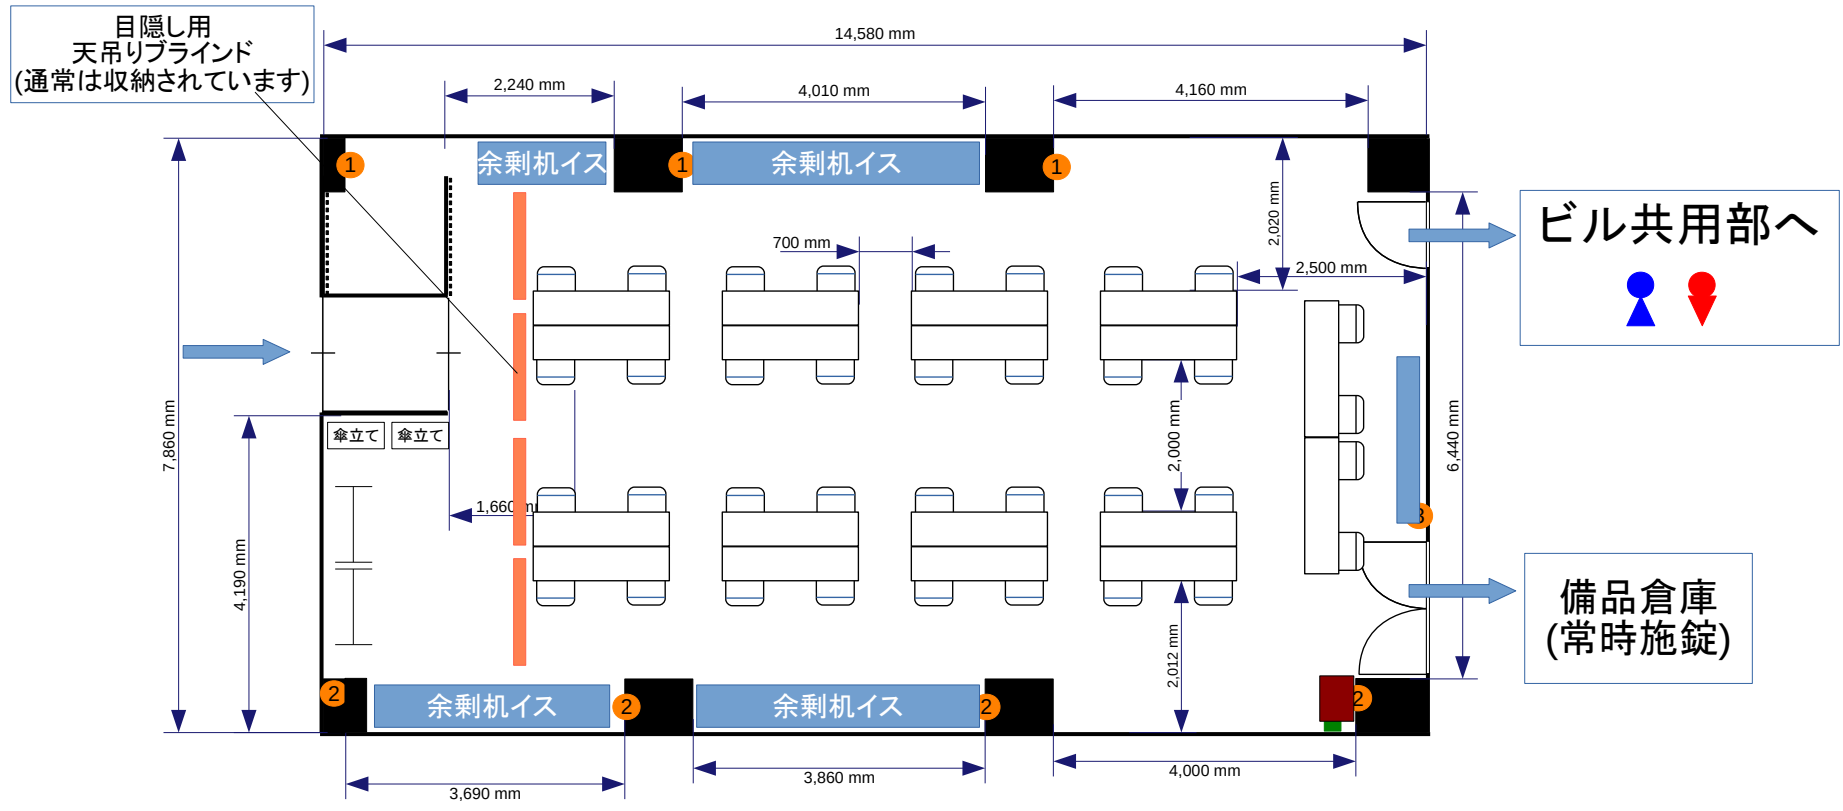 目隠し用
天吊りブラインド
(通常は収納されています)
14,580 mm
2,240 mm
4,010 mm
4,160 mm
余剰机イス
余剰机イス
1
1
1
ビル共用部へ
2,020 mm
700 mm
2,500 mm
7,860 mm
傘立て
傘立て
2,000 mm
6,440 mm
1,660 mm
3
4,190 mm
備品倉庫
(常時施錠)
2,012 mm
2
余剰机イス
2
余剰机イス
2
2
3,690 mm
3,860 mm
4,000 mm